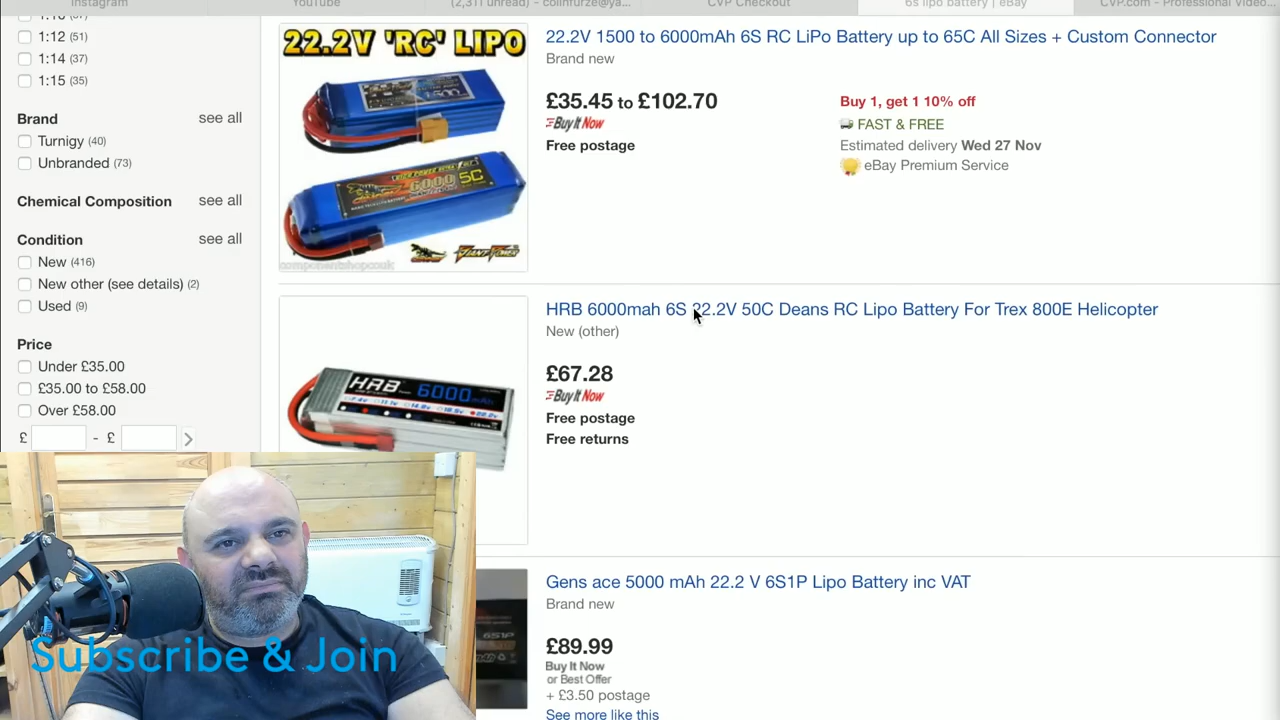 Instagram
YouTube
(2,311 unread) - colinfurze@ya...
CVP Checkout
6s lipo battery | eBay
CVP.com - Professional Video...
1:12 (51)
1:14 (37)
1:15 (35)
Brand see all
Turnigy (40)
Unbranded (73)
Chemical Composition see all
Condition see all
New (416)
New other (see details) (2)
Used (9)
Price
Under £35.00
£35.00 to £58.00
Over £58.00
£ - £
22.2V 'RC' LIPO
6000 5C
22.2V 1500 to 6000mAh 6S RC LiPo Battery up to 65C All Sizes + Custom Connector
Brand new
£35.45 to £102.70
Buy It Now
Free postage
Buy 1, get 1 10% off
FAST & FREE
Estimated delivery Wed 27 Nov
eBay Premium Service
HRB 6000mAh
HRB 6000mah 6S 22.2V 50C Deans RC Lipo Battery For Trex 800E Helicopter
New (other)
£67.28
Buy It Now
Free postage
Free returns
6S1P
Gens ace 5000 mAh 22.2 V 6S1P Lipo Battery inc VAT
Brand new
£89.99
Buy It Now
or Best Offer
+ £3.50 postage
See more like this
Subscribe & Join